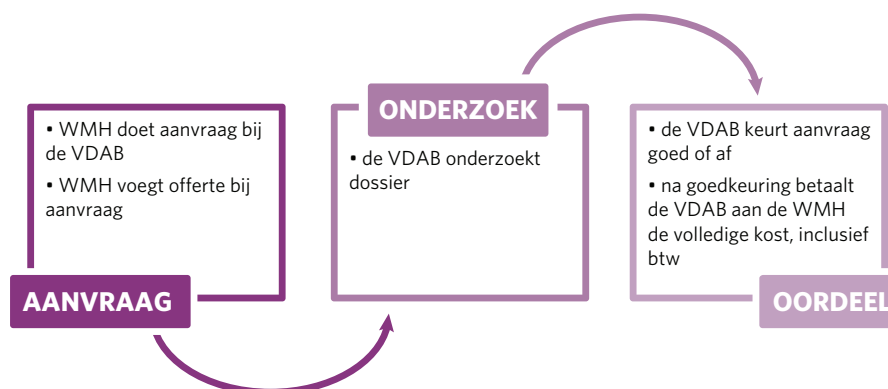 • WMH doet aanvraag bij
de VDAB
• WMH voegt offerte bij
aanvraag
AANVRAAG
ONDERZOEK
• de VDAB onderzoekt
dossier
• de VDAB keurt aanvraag
goed of af
• na goedkeuring betaalt
de VDAB aan de WMH
de volledige kost, inclusief
btw
OORDEEL